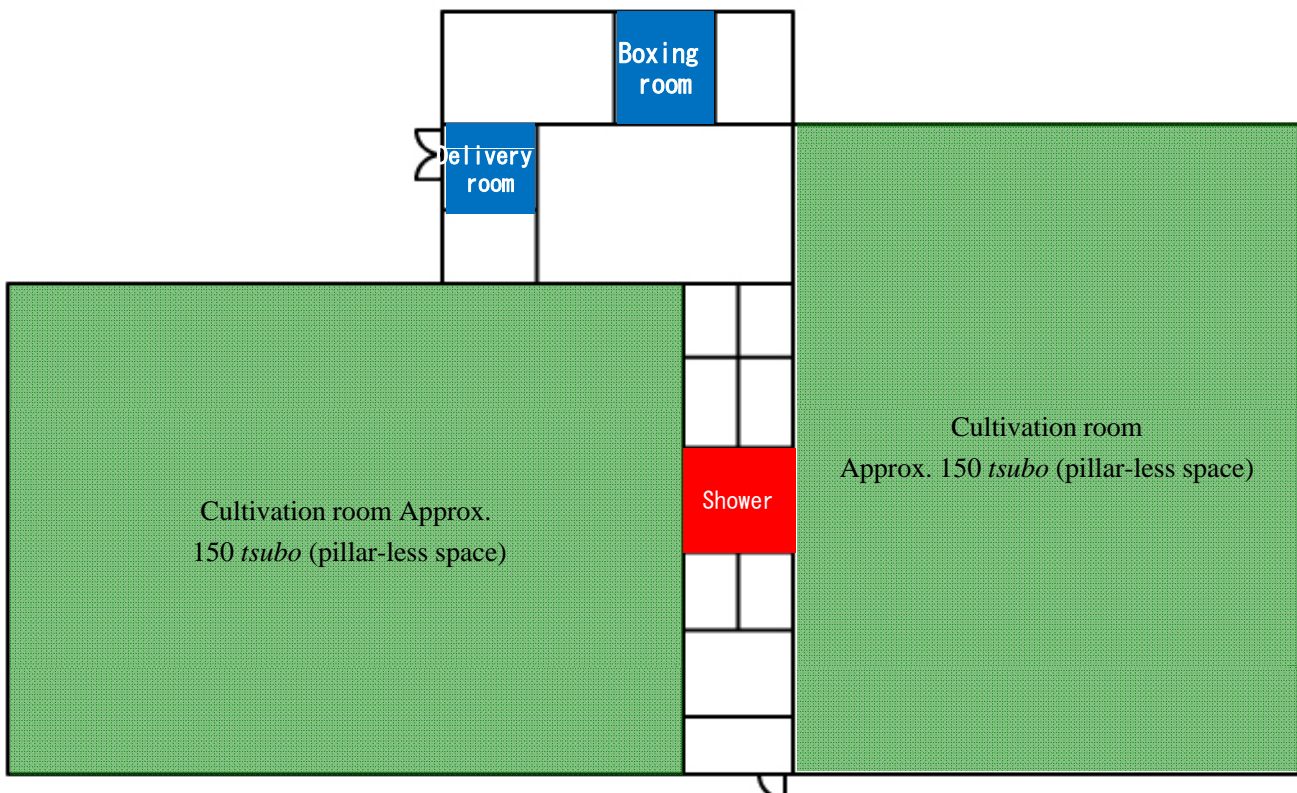 Boxing
room
Delivery
room
Cultivation room
Approx. 150 tsubo (pillar-less space)
Shower
Cultivation room Approx.
150 tsubo (pillar-less space)